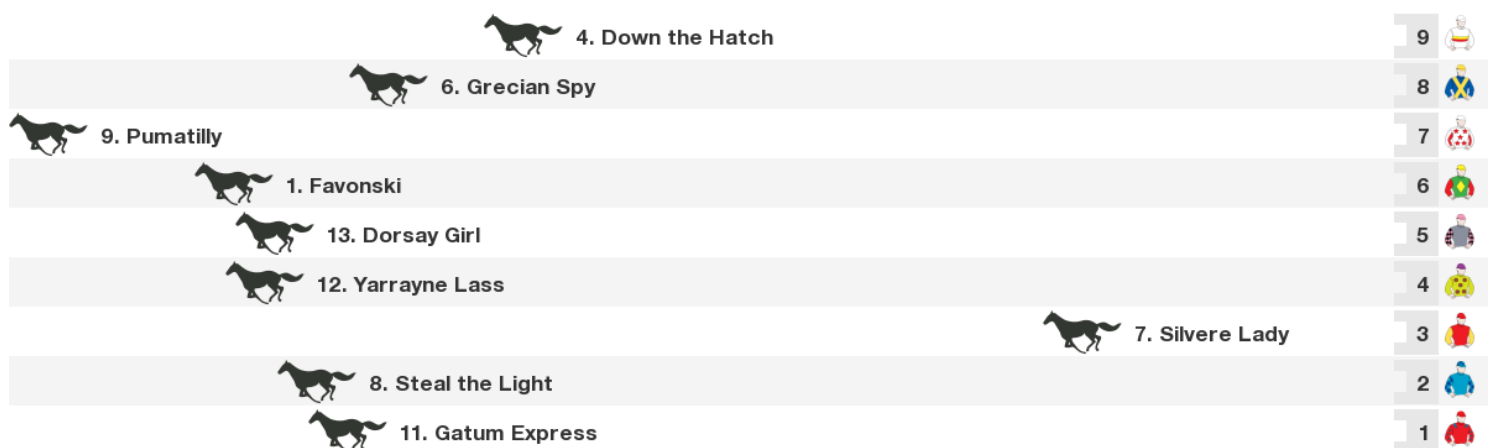 4. Down the Hatch 9
6. Grecian Spy 8
9. Pumatilly 7
1. Favonski 6
13. Dorsay Girl 5
12. Yarrayne Lass 4
7. Silvere Lady 3
8. Steal the Light 2
11. Gatum Express 1